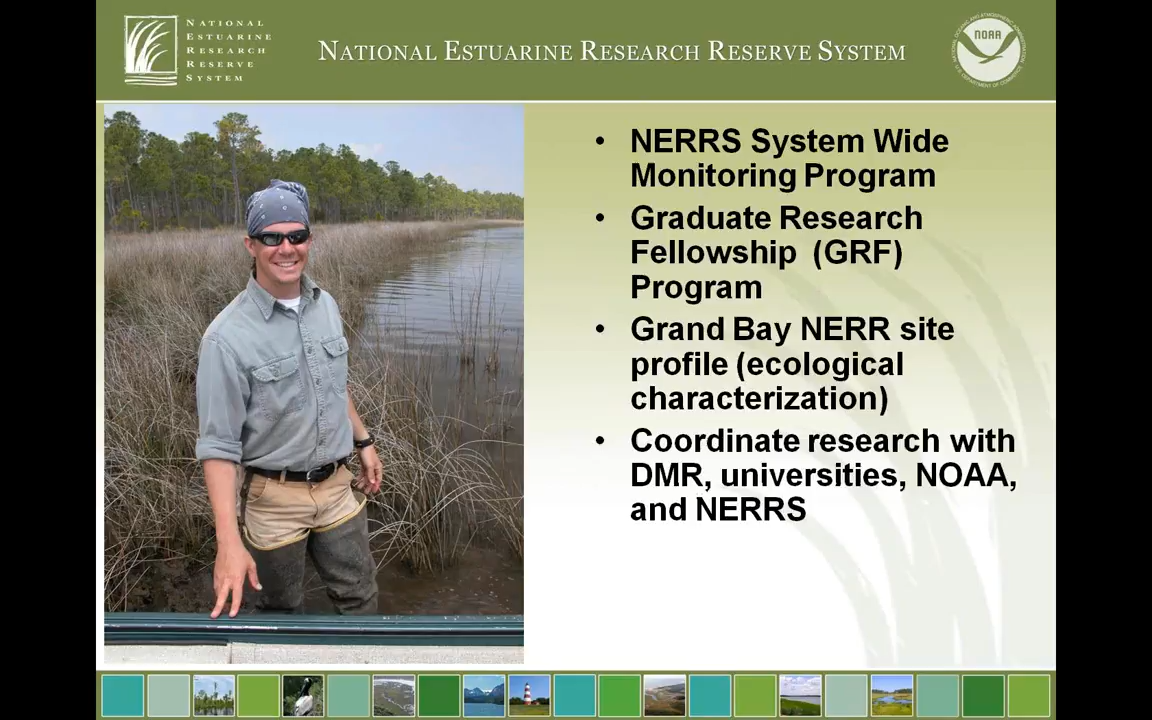 NATIONAL
ESTUARINE
RESEARCH
RESERVE
SYSTEM
NATIONAL ESTUARINE RESEARCH RESERVE SYSTEM
NOAA
• NERRS System Wide
Monitoring Program
• Graduate Research
Fellowship (GRF)
Program
• Grand Bay NERR site
profile (ecological
characterization)
• Coordinate research with
DMR, universities, NOAA,
and NERRS